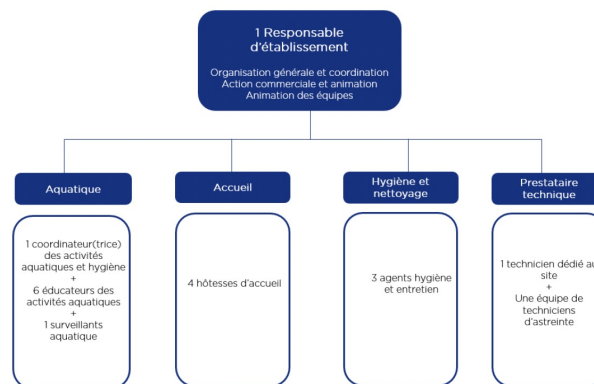 1 Responsable
d'établissement
Organisation générale et coordination
Action commerciale et animation
Animation des équipes
Aquatique
1 coordinateur(trice)
des activités
aquatiques et hygiène
+
6 éducateurs des
activités aquatiques
+
1 surveillants
aquatique
Accueil
4 hôtesses d'accueil
Hygiène et
nettoyage
3 agents hygiène
et entretien
Prestataire
technique
1 technicien dédié au
site
+
Une équipe de
techniciens
d'astreinte